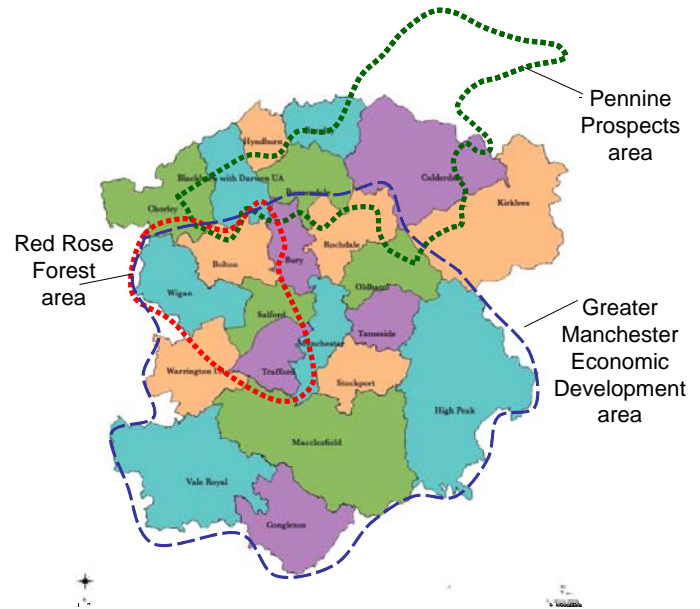 Pennine
Prospects
area
Hyndburn
Blackburn with Darwen UA
Rossendale
Calderdale
Kirklees
Chorley
Red Rose
Forest
area
Bolton
Bury
Rochdale
Oldham
Wigan
Salford
Manchester
Tameside
Greater
Manchester
Economic
Development
area
Warrington
Trafford
Stockport
High Peak
Macclesfield
Vale Royal
Congleton